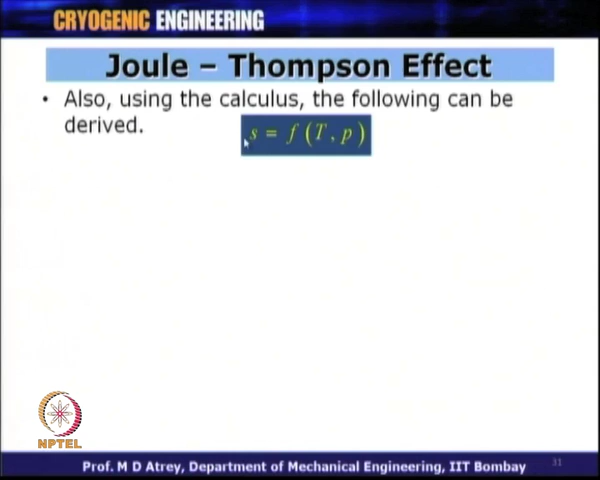 CRYOGENIC ENGINEERING
Joule – Thompson Effect
• Also, using the calculus, the following can be
derived.
s = f (T, p)
NPTEL
Prof. M D Atrey, Department of Mechanical Engineering, IIT Bombay
31